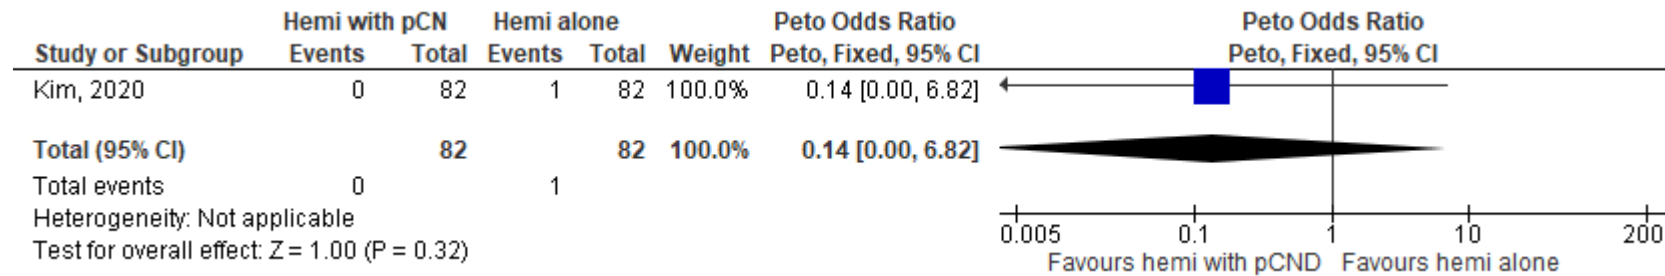 Hemi with pCN Hemi alone Peto Odds Ratio Peto Odds Ratio
Study or Subgroup Events Total Events Total Weight Peto, Fixed, 95% CI Peto, Fixed, 95% CI
Kim, 2020 0 82 1 82 100.0% 0.14 [0.00, 6.82]
Total (95% CI) 82 82 100.0% 0.14 [0.00, 6.82]
Total events 0 1
Heterogeneity: Not applicable
Test for overall effect: Z = 1.00 (P = 0.32)
0.005 0.1 1 10 200
Favours hemi with pCND Favours hemi alone